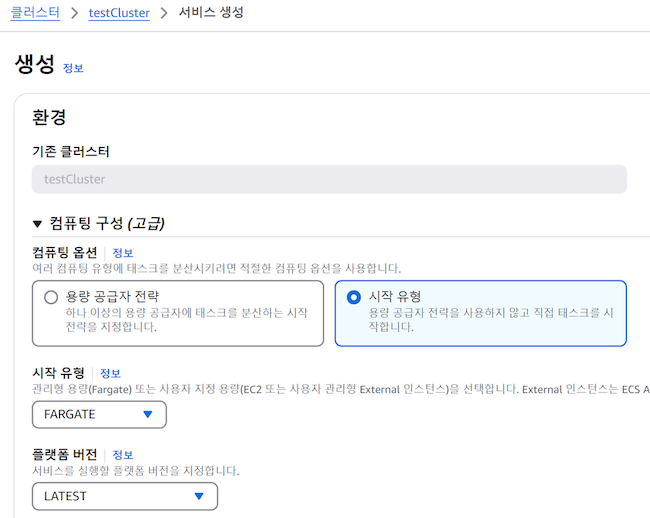 클러스터 > testCluster > 서비스 생성
생성 정보
환경
기존 클러스터
testCluster
▼ 컴퓨팅 구성 (고급)
컴퓨팅 옵션 | 정보
여러 컴퓨팅 유형에 태스크를 분산시키려면 적절한 컴퓨팅 옵션을 사용합니다.
용량 공급자 전략
하나 이상의 용량 공급자에 태스크를 분산하는 시작
전략을 지정합니다.
시작 유형
용량 공급자 전략을 사용하지 않고 직접 태스크를 시
작합니다.
시작 유형 | 정보
관리형 용량(Fargate) 또는 사용자 지정 용량(EC2 또는 사용자 관리형 External 인스턴스)을 선택합니다. External 인스턴스는 ECS A
FARGATE
플랫폼 버전 | 정보
서비스를 실행할 플랫폼 버전을 지정합니다.
LATEST